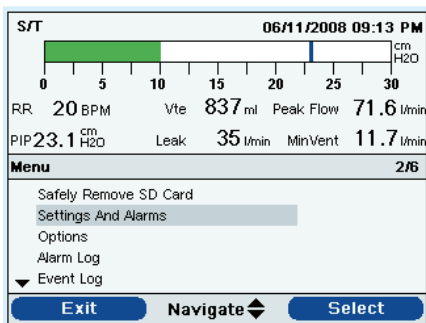 S/T 06/11/2008 09:13 PM
cm H2O
0 5 10 15 20 25 30
RR 20 BPM Vte 837 ml Peak Flow 71.6 l/min
PIP 23.1 cm H2O Leak 35 l/min MinVent 11.7 l/min
Menu 2/6
Safely Remove SD Card
Settings And Alarms
Options
Alarm Log
Event Log
Exit Navigate Select